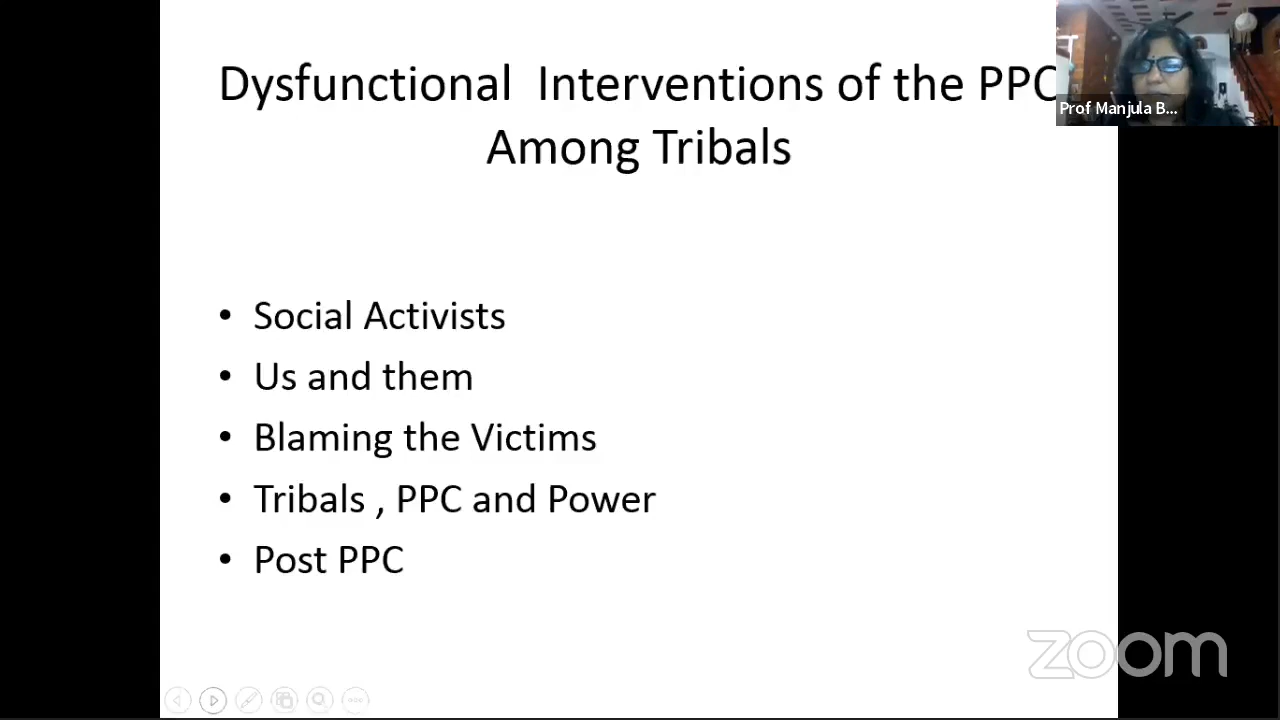 Dysfunctional Interventions of the PPC
Among Tribals
Prof Manjula B...
• Social Activists
• Us and them
• Blaming the Victims
• Tribals , PPC and Power
• Post PPC
zoom